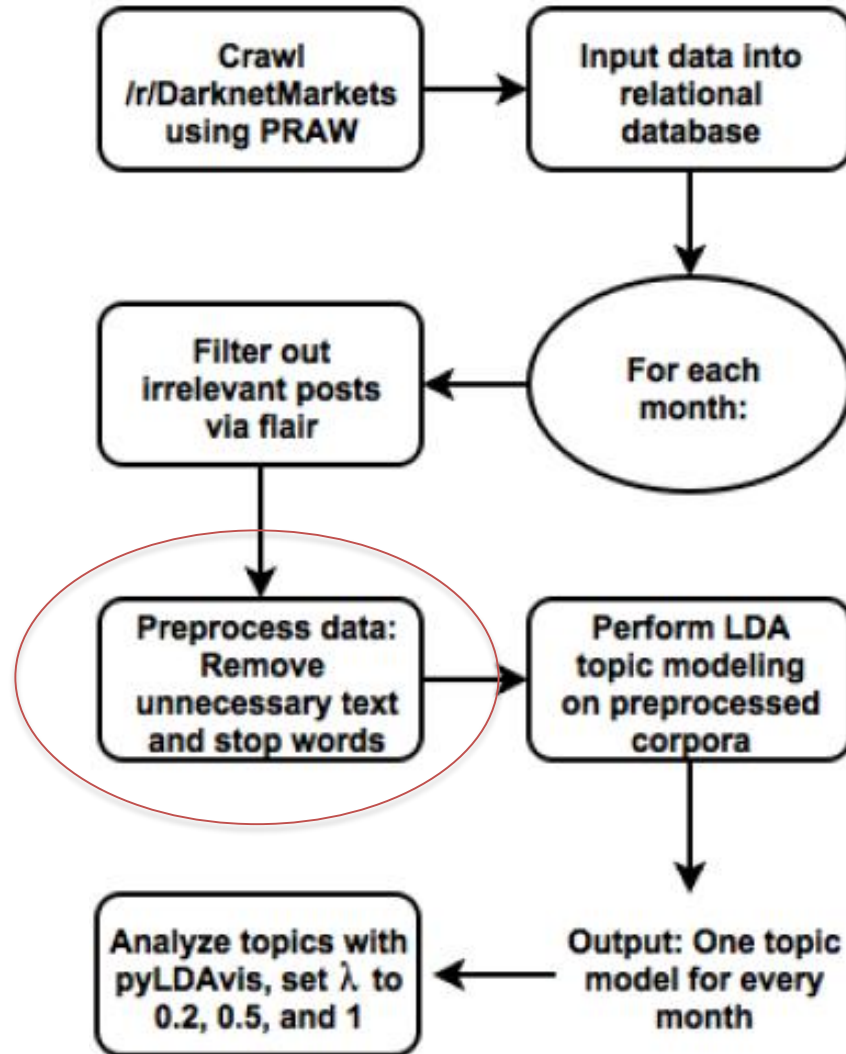 Crawl
/r/DarknetMarkets
using PRAW
Input data into
relational
database
For each
month:
Filter out
irrelevant posts
via flair
Preprocess data:
Remove
unnecessary text
and stop words
Perform LDA
topic modeling
on preprocessed
corpora
Output: One topic
model for every
month
Analyze topics with
pyLDAvis, set λ to
0.2, 0.5, and 1